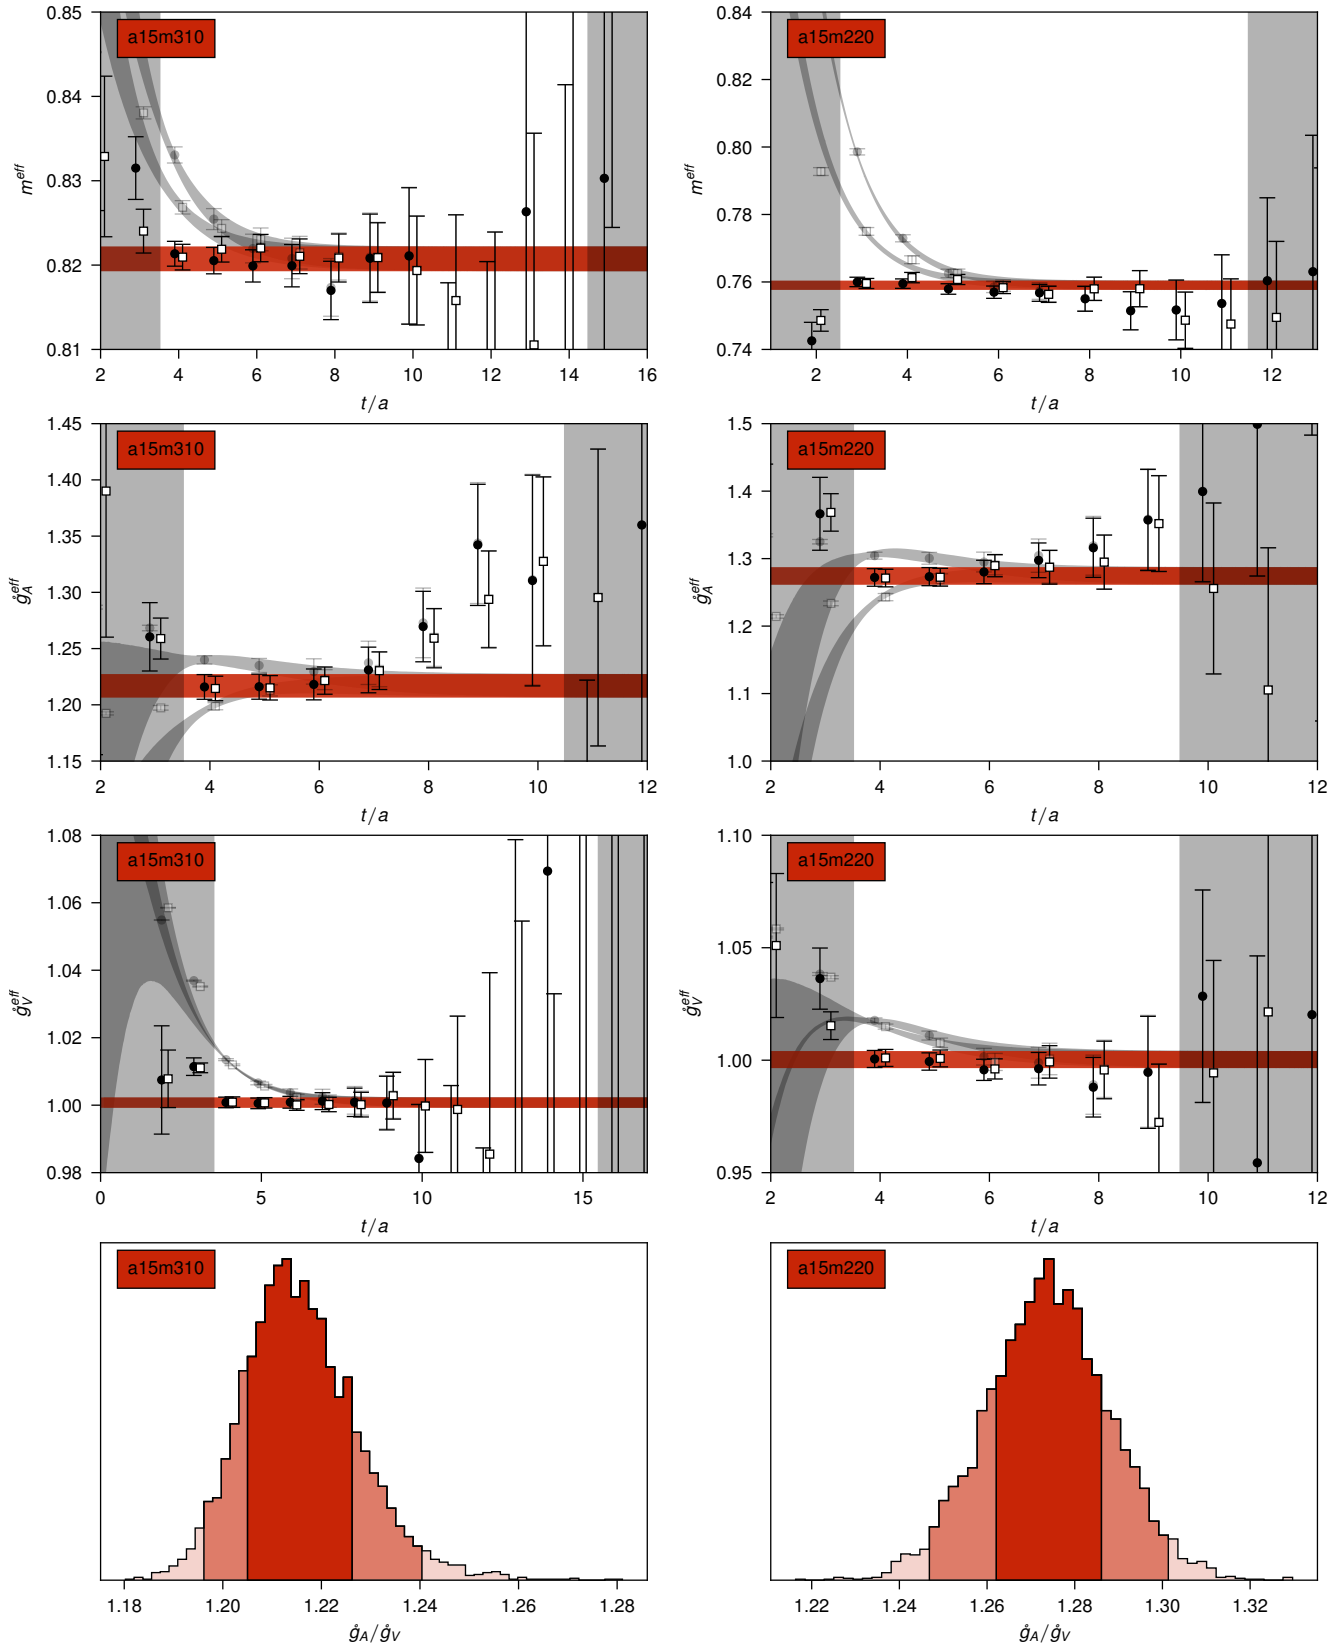 a15m310
0.85
0.84
0.83
0.82
0.81
m^eff
2 4 6 8 10 12 14 16
t/a
a15m220
0.84
0.82
0.80
0.78
0.76
0.74
m^eff
2 4 6 8 10 12
t/a
a15m310
1.45
1.40
1.35
1.30
1.25
1.20
1.15
g̊_A^eff
2 4 6 8 10 12
t/a
a15m220
1.5
1.4
1.3
1.2
1.1
1.0
g̊_A^eff
2 4 6 8 10 12
t/a
a15m310
1.08
1.06
1.04
1.02
1.00
0.98
g̊_V^eff
0 5 10 15
t/a
a15m220
1.10
1.05
1.00
0.95
g̊_V^eff
2 4 6 8 10 12
t/a
a15m310
1.18 1.20 1.22 1.24 1.26 1.28
g̊_A/g̊_V
a15m220
1.22 1.24 1.26 1.28 1.30 1.32
g̊_A/g̊_V